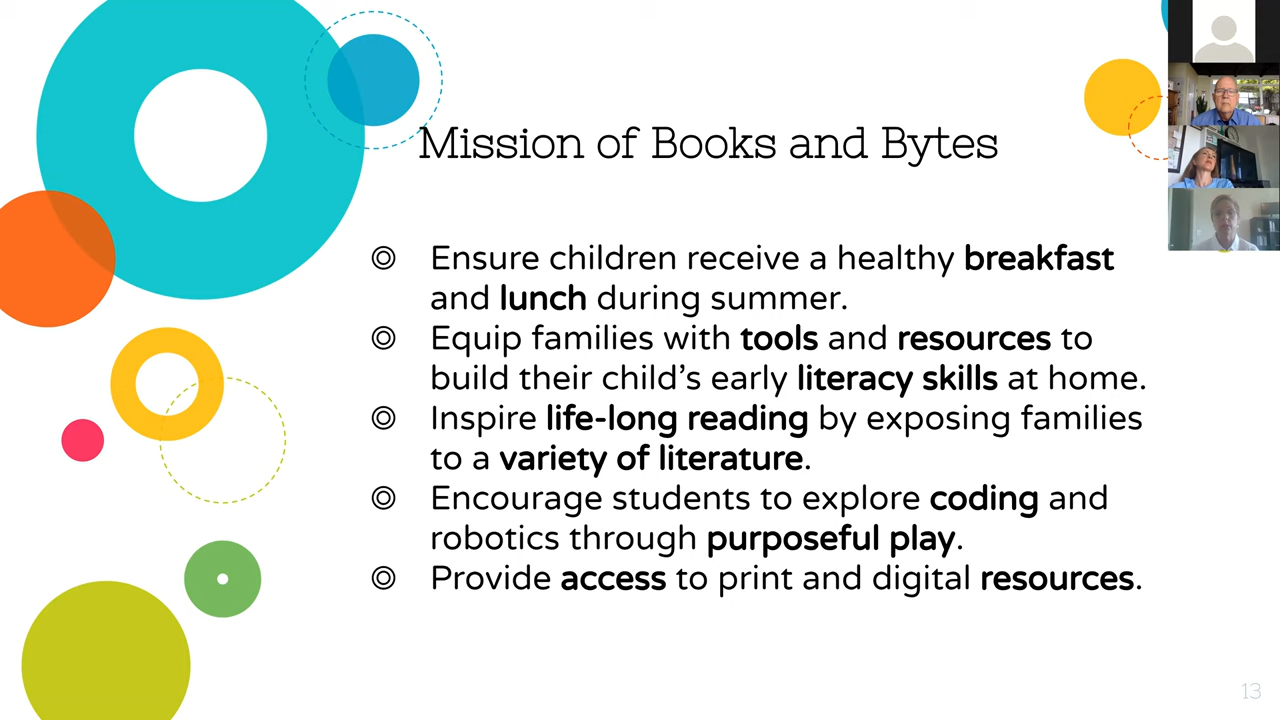 Mission of Books and Bytes
Ensure children receive a healthy breakfast
and lunch during summer.
Equip families with tools and resources to
build their child's early literacy skills at home.
Inspire life-long reading by exposing families
to a variety of literature.
Encourage students to explore coding and
robotics through purposeful play.
Provide access to print and digital resources.
13